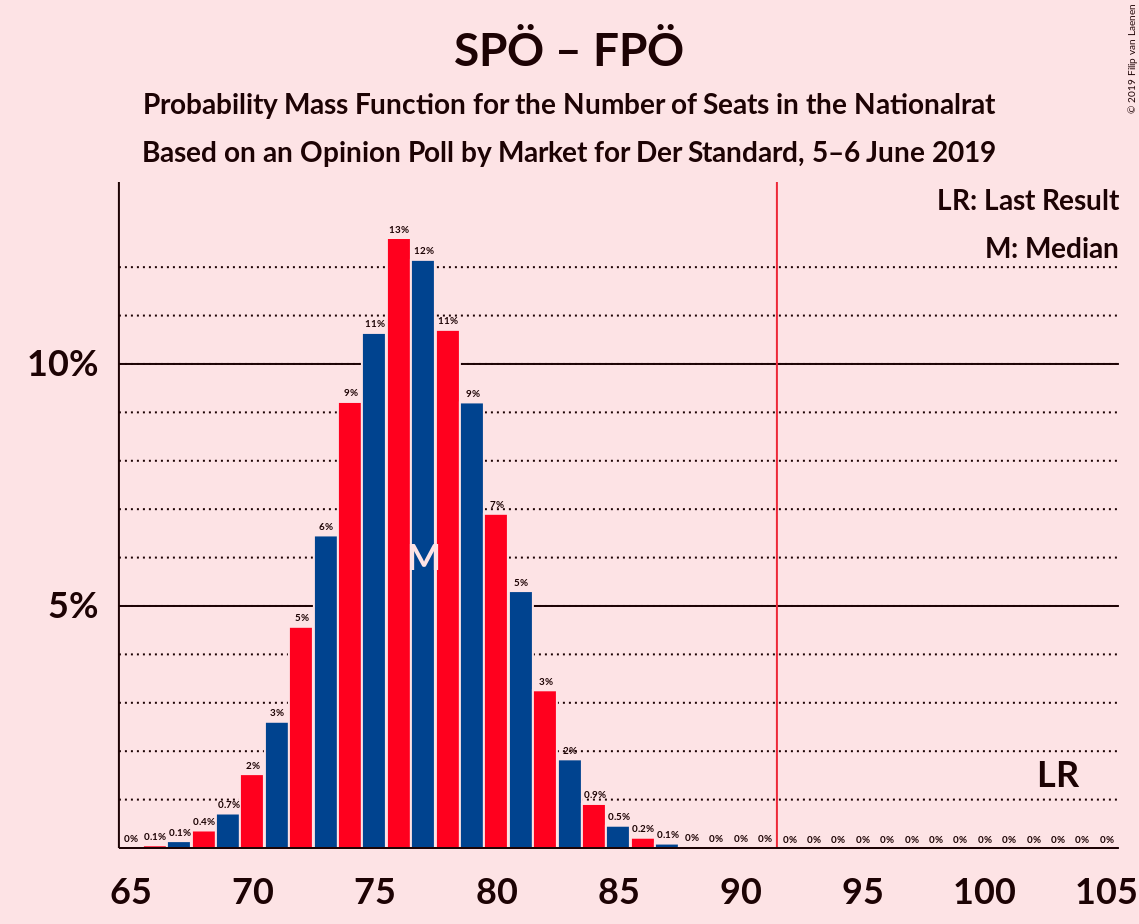 © 2019 Filip van Laenen
SPÖ – FPÖ
Probability Mass Function for the Number of Seats in the Nationalrat
Based on an Opinion Poll by Market for Der Standard, 5–6 June 2019
LR: Last Result
M: Median
10%
5%
0% 0.1% 0.1% 0.4% 0.7% 2% 3% 5% 6% 9% 11% 13% 12% 11% 9% 7% 5% 3% 2% 0.9% 0.5% 0.2% 0.1% 0% 0% 0% 0% 0% 0% 0% 0% 0% 0% 0% 0% 0% 0% 0% 0% 0% 0%
M
LR
65 70 75 80 85 90 95 100 105